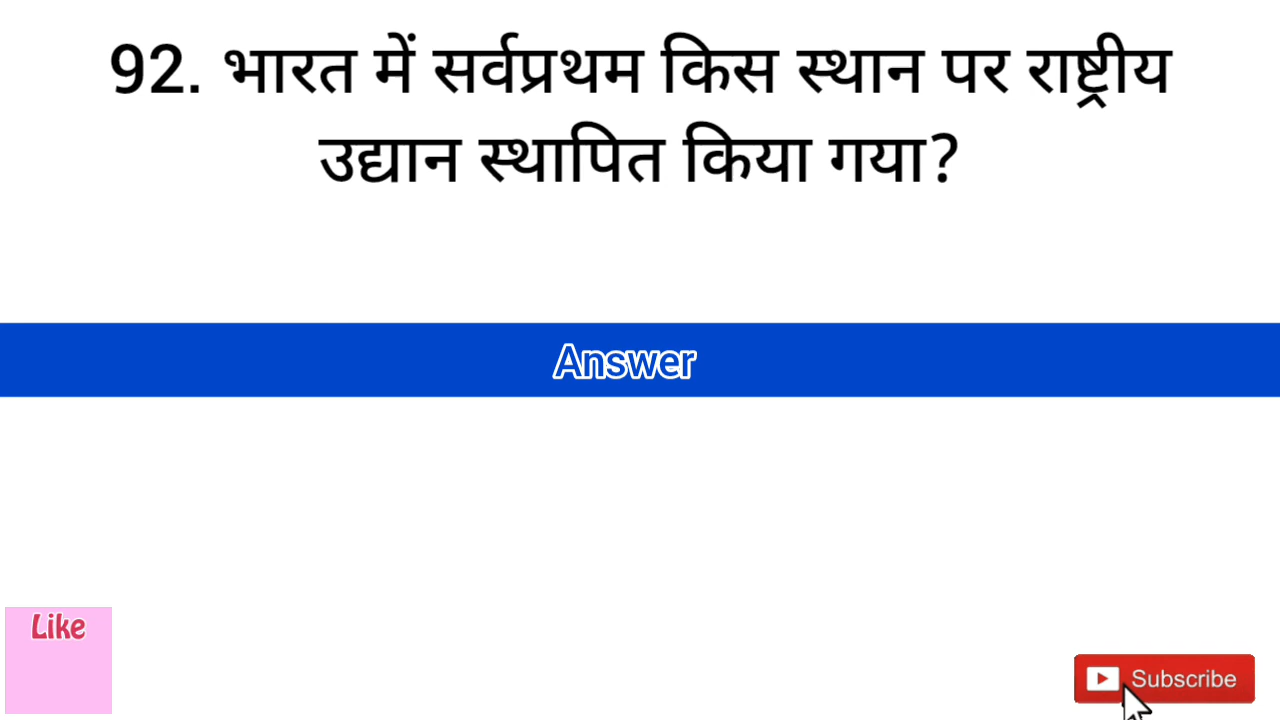 92. भारत में सर्वप्रथम किस स्थान पर राष्ट्रीय
उद्यान स्थापित किया गया?
Answer
Like
Subscribe